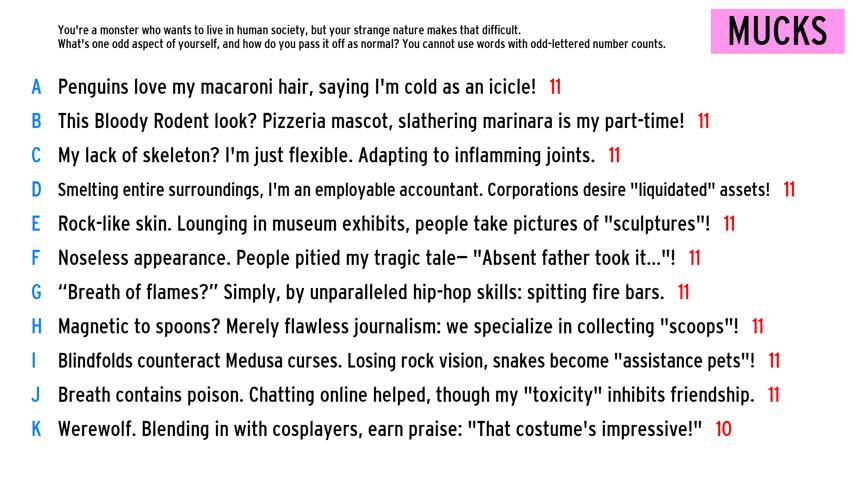 You're a monster who wants to live in human society, but your strange nature makes that difficult.
What's one odd aspect of yourself, and how do you pass it off as normal? You cannot use words with odd-lettered number counts.
MUCKS
A Penguins love my macaroni hair, saying I'm cold as an icicle! 11
B This Bloody Rodent look? Pizzeria mascot, slathering marinara is my part-time! 11
C My lack of skeleton? I'm just flexible. Adapting to inflamming joints. 11
D Smelting entire surroundings, I'm an employable accountant. Corporations desire "liquidated" assets! 11
E Rock-like skin. Lounging in museum exhibits, people take pictures of "sculptures"! 11
F Noseless appearance. People pitied my tragic tale— "Absent father took it..."! 11
G “Breath of flames?” Simply, by unparalleled hip-hop skills: spitting fire bars. 11
H Magnetic to spoons? Merely flawless journalism: we specialize in collecting "scoops"! 11
I Blindfolds counteract Medusa curses. Losing rock vision, snakes become "assistance pets"! 11
J Breath contains poison. Chatting online helped, though my "toxicity" inhibits friendship. 11
K Werewolf. Blending in with cosplayers, earn praise: "That costume's impressive!" 10